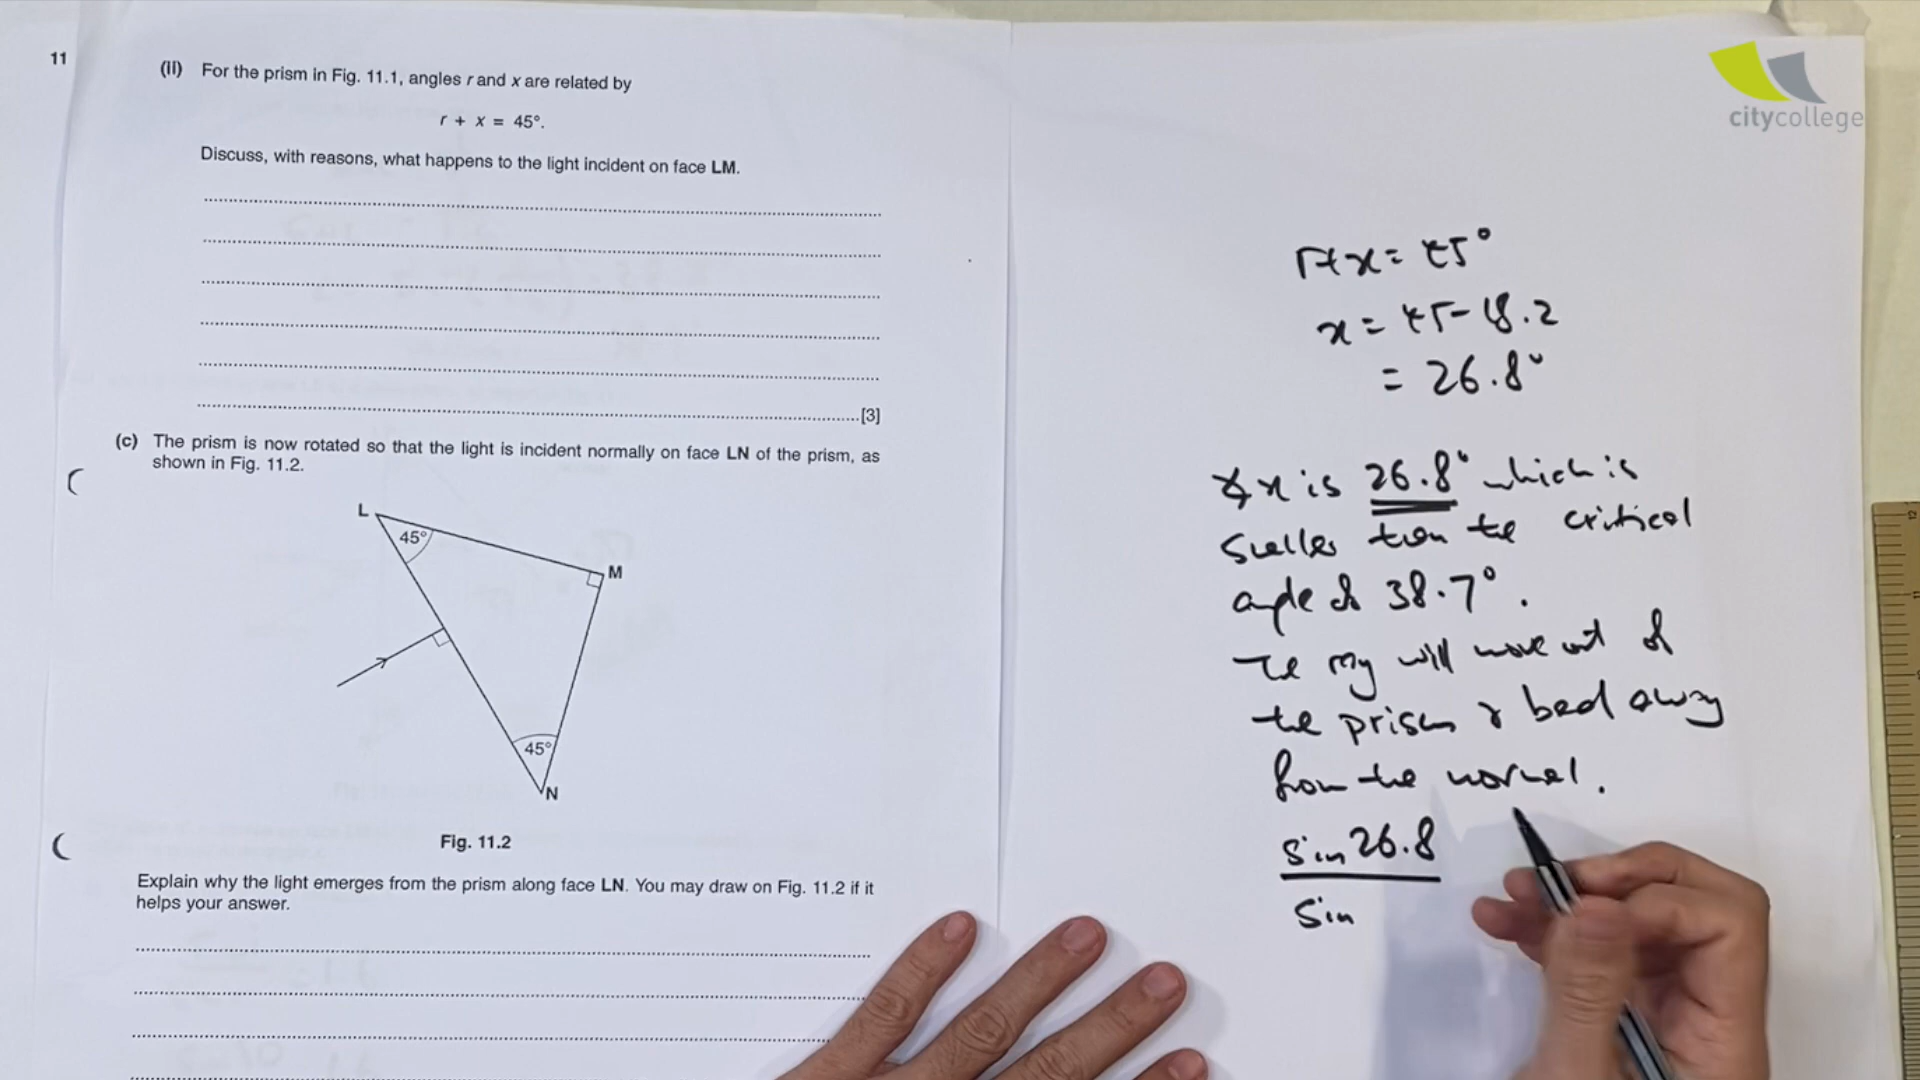 11
(ii) For the prism in Fig. 11.1, angles r and x are related by
r + x = 45°.
Discuss, with reasons, what happens to the light incident on face LM.
[3]
(c) The prism is now rotated so that the light is incident normally on face LN of the prism, as
shown in Fig. 11.2.
L
45°
M
45°
N
Fig. 11.2
Explain why the light emerges from the prism along face LN. You may draw on Fig. 11.2 if it
helps your answer.
citycollege
r+x = 45°
x = 45-18.2
= 26.8°
∡x is 26.8° which is
smaller than the critical
angle of 38.7°.
The ray will move out of
the prism & bend away
from the normal.
sin 26.8
sin
12
11